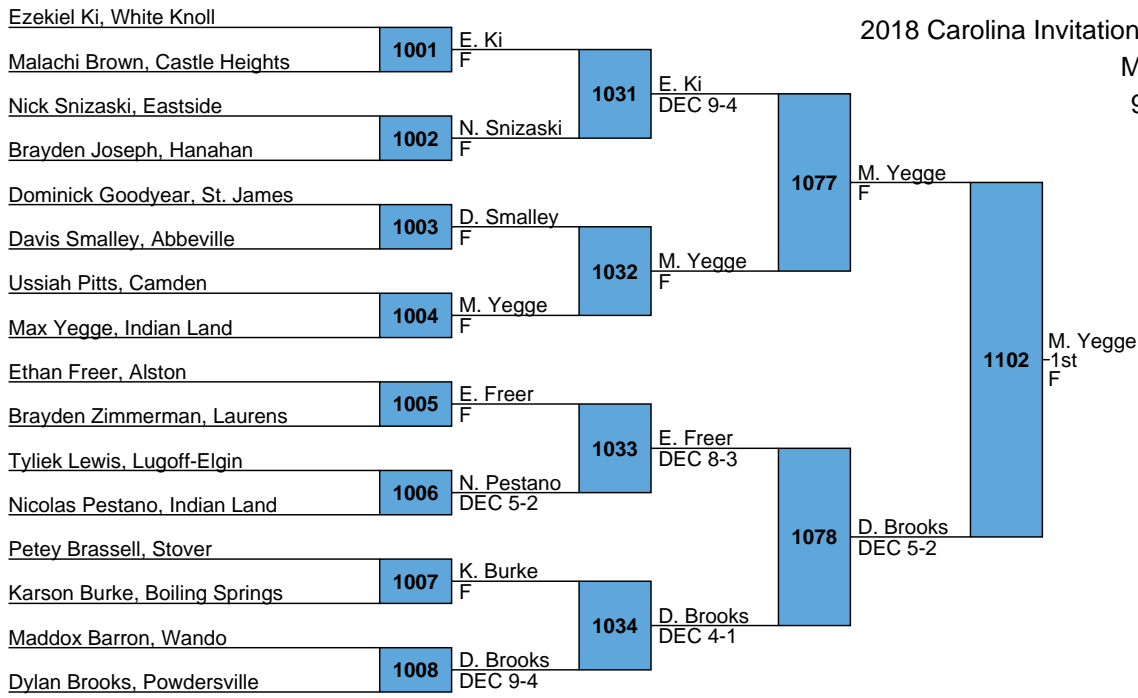 Ezekiel Ki, White Knoll
1001
E. Ki
F
Malachi Brown, Castle Heights
1031
E. Ki
DEC 9-4
Nick Snizaski, Eastside
1002
N. Snizaski
F
Brayden Joseph, Hanahan
1077
M. Yegge
F
Dominick Goodyear, St. James
1003
D. Smalley
F
Davis Smalley, Abbeville
1032
M. Yegge
F
Ussiah Pitts, Camden
1004
M. Yegge
F
Max Yegge, Indian Land
1102
M. Yegge
1st
F
Ethan Freer, Alston
1005
E. Freer
F
Brayden Zimmerman, Laurens
1033
E. Freer
DEC 8-3
Tyliek Lewis, Lugoff-Elgin
1006
N. Pestano
DEC 5-2
Nicolas Pestano, Indian Land
1078
D. Brooks
DEC 5-2
Petey Brassell, Stover
1007
K. Burke
F
Karson Burke, Boiling Springs
1034
D. Brooks
DEC 4-1
Maddox Barron, Wando
1008
D. Brooks
DEC 9-4
Dylan Brooks, Powdersville
2018 Carolina Invitation
M
9